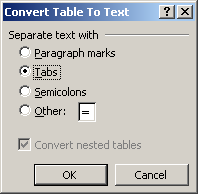 Convert Table To Text ? ×
Separate text with
Paragraph marks
Tabs
Semicolons
Other: =
Convert nested tables
OK Cancel